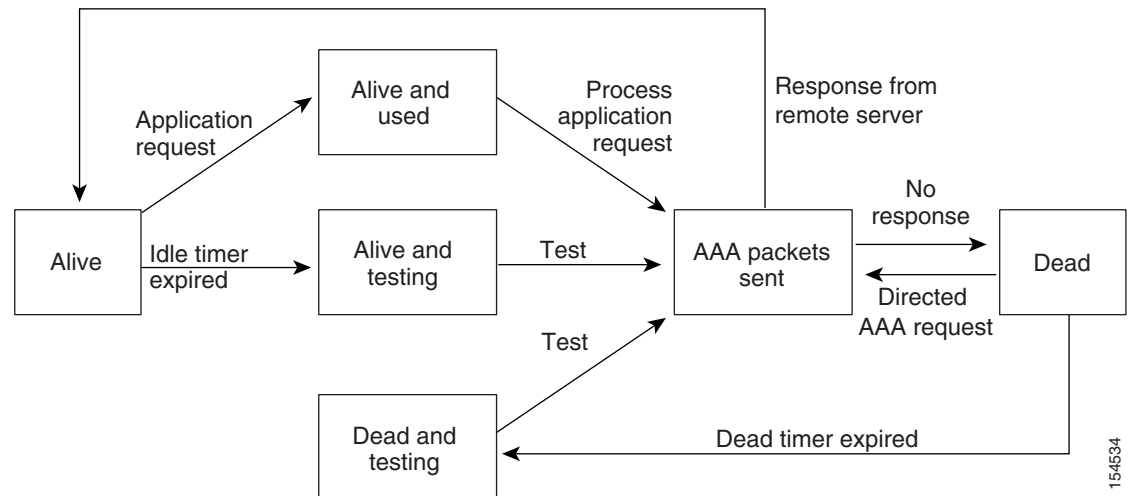 Alive and
used
Process
application
request
Response from
remote server
Application
request
No
response
Alive
Idle timer
expired
Alive and
testing
Test
AAA packets
sent
Dead
Directed
AAA request
Test
Dead and
testing
Dead timer expired
154534